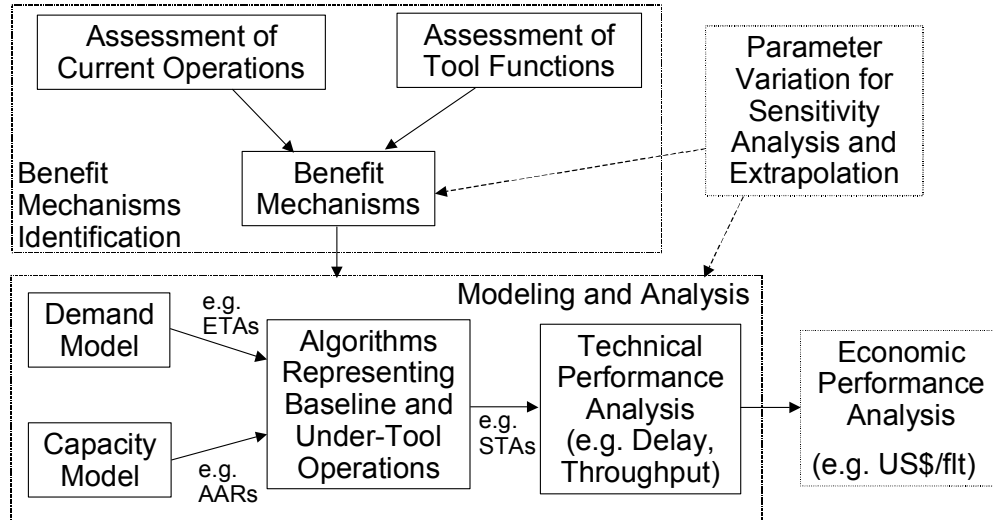 Assessment of
Current Operations
Assessment of
Tool Functions
Parameter
Variation for
Sensitivity
Analysis and
Extrapolation
Benefit
Mechanisms
Identification
Benefit
Mechanisms
Modeling and Analysis
Demand
Model
e.g.
ETAs
Capacity
Model
e.g.
AARs
Algorithms
Representing
Baseline and
Under-Tool
Operations
e.g.
STAs
Technical
Performance
Analysis
(e.g. Delay,
Throughput)
Economic
Performance
Analysis
(e.g. US$/flt)